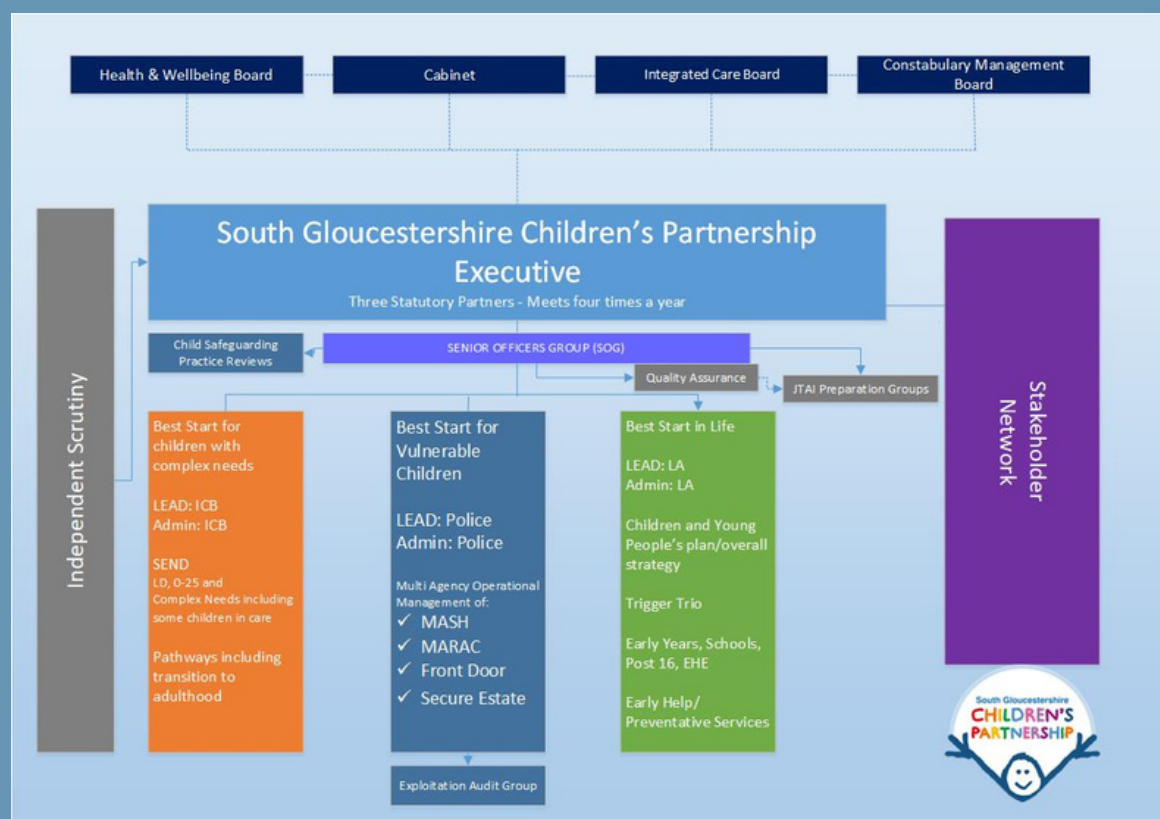 Health & Wellbeing Board
Cabinet
Integrated Care Board
Constabulary Management
Board
Independent Scrutiny
South Gloucestershire Children’s Partnership
Executive
Three Statutory Partners - Meets four times a year
Child Safeguarding
Practice Reviews
SENIOR OFFICERS GROUP (SOG)
Quality Assurance
JTAI Preparation Groups
Best Start for
children with
complex needs
LEAD: ICB
Admin: ICB
SEND
LD, 0-25 and
Complex Needs including
some children in care
Pathways including
transition to
adulthood
Best Start for
Vulnerable
Children
LEAD: Police
Admin: Police
Multi Agency Operational
Management of:
✓ MASH
✓ MARAC
✓ Front Door
✓ Secure Estate
Exploitation Audit Group
Best Start in Life
LEAD: LA
Admin: LA
Children and Young
People’s plan/overall
strategy
Trigger Trio
Early Years, Schools,
Post 16, EHE
Early Help/
Preventative Services
Stakeholder
Network
South Gloucestershire
CHILDREN'S
PARTNERSHIP